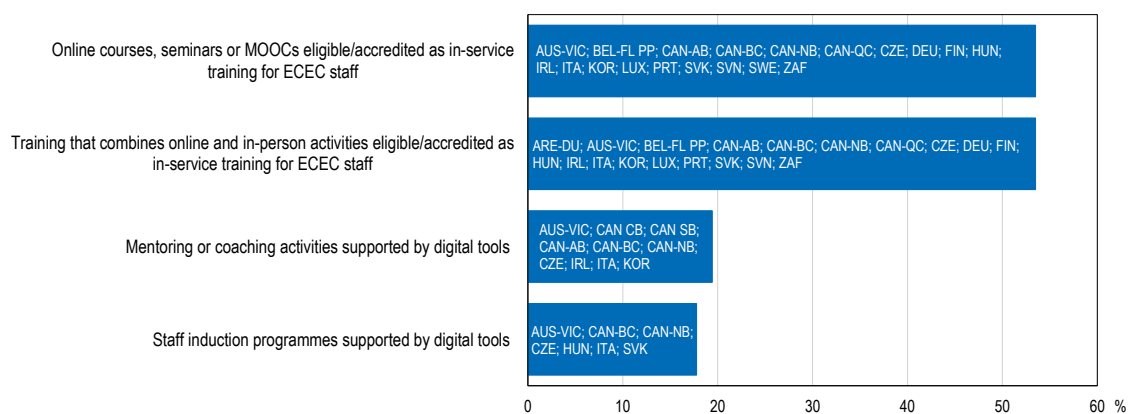 Online courses, seminars or MOOCs eligible/accredited as in-service
training for ECEC staff
AUS-VIC; BEL-FL PP; CAN-AB; CAN-BC; CAN-NB; CAN-QC; CZE; DEU; FIN; HUN;
IRL; ITA; KOR; LUX; PRT; SVK; SVN; SWE; ZAF
Training that combines online and in-person activities eligible/accredited as
in-service training for ECEC staff
ARE-DU; AUS-VIC; BEL-FL PP; CAN-AB; CAN-BC; CAN-NB; CAN-QC; CZE; DEU; FIN;
HUN; IRL; ITA; KOR; LUX; PRT; SVK; SVN; ZAF
Mentoring or coaching activities supported by digital tools
AUS-VIC; CAN CB; CAN SB;
CAN-AB; CAN-BC; CAN-NB;
CZE; IRL; ITA; KOR
Staff induction programmes supported by digital tools
AUS-VIC; CAN-BC; CAN-NB;
CZE; HUN; ITA; SVK
0 10 20 30 40 50 60 %